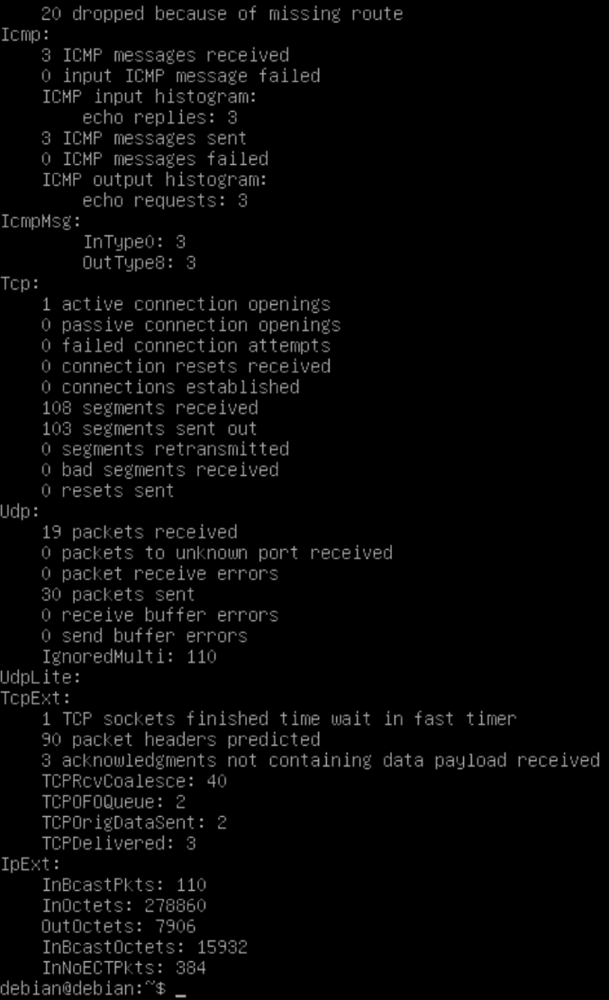 20 dropped because of missing route
Icmp:
3 ICMP messages received
0 input ICMP message failed
ICMP input histogram:
echo replies: 3
3 ICMP messages sent
0 ICMP messages failed
ICMP output histogram:
echo requests: 3
IcmpMsg:
InType0: 3
OutType8: 3
Tcp:
1 active connection openings
0 passive connection openings
0 failed connection attempts
0 connection resets received
0 connections established
108 segments received
103 segments sent out
0 segments retransmitted
0 bad segments received
0 resets sent
Udp:
19 packets received
0 packets to unknown port received
0 packet receive errors
30 packets sent
0 receive buffer errors
0 send buffer errors
IgnoredMulti: 110
UdpLite:
TcpExt:
1 TCP sockets finished time wait in fast timer
90 packet headers predicted
3 acknowledgments not containing data payload received
TCPRcvCoalesce: 40
TCPOFOQueue: 2
TCPOrigDataSent: 2
TCPDelivered: 3
IpExt:
InBcastPkts: 110
InOctets: 278860
OutOctets: 7906
InBcastOctets: 15932
InNoECTPkts: 384
debian@debian:~$ _